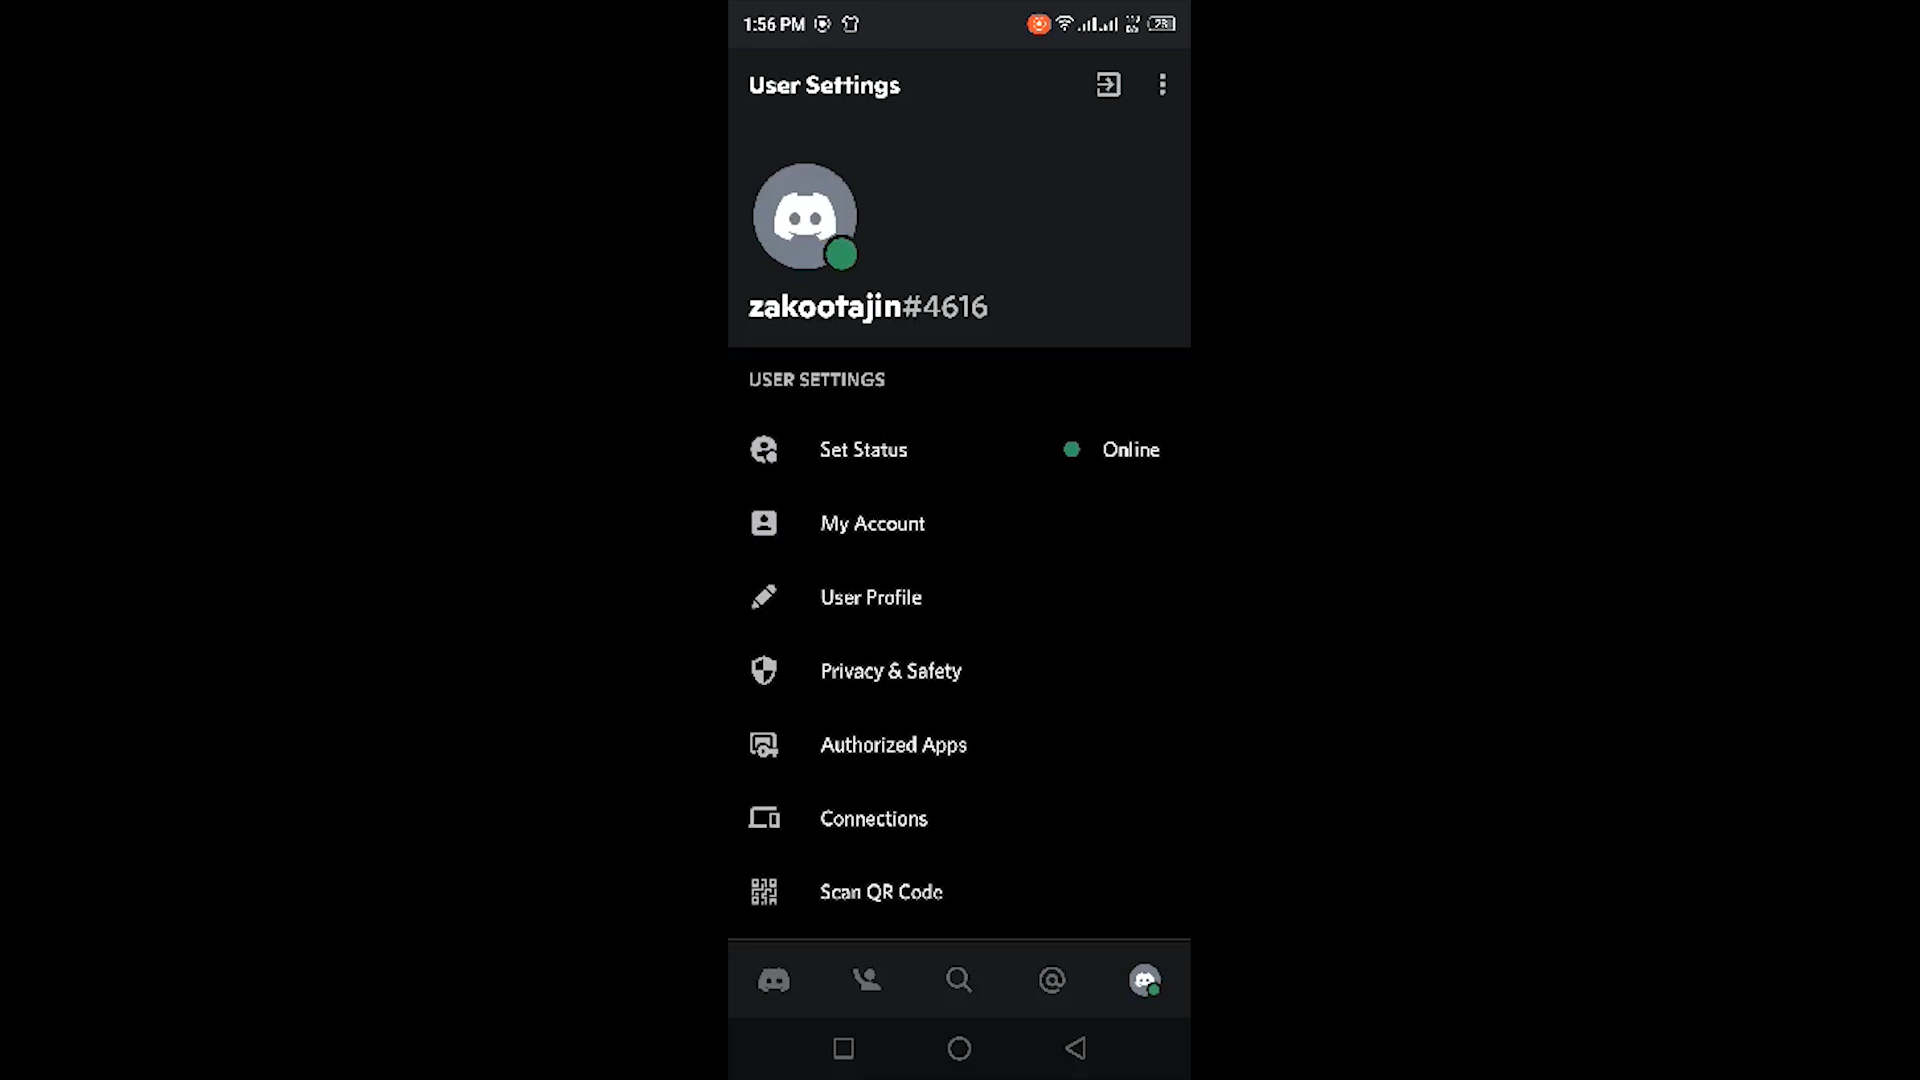 1:56 PM
28
User Settings
zakootajin#4616
USER SETTINGS
Set Status
Online
My Account
User Profile
Privacy & Safety
Authorized Apps
Connections
Scan QR Code